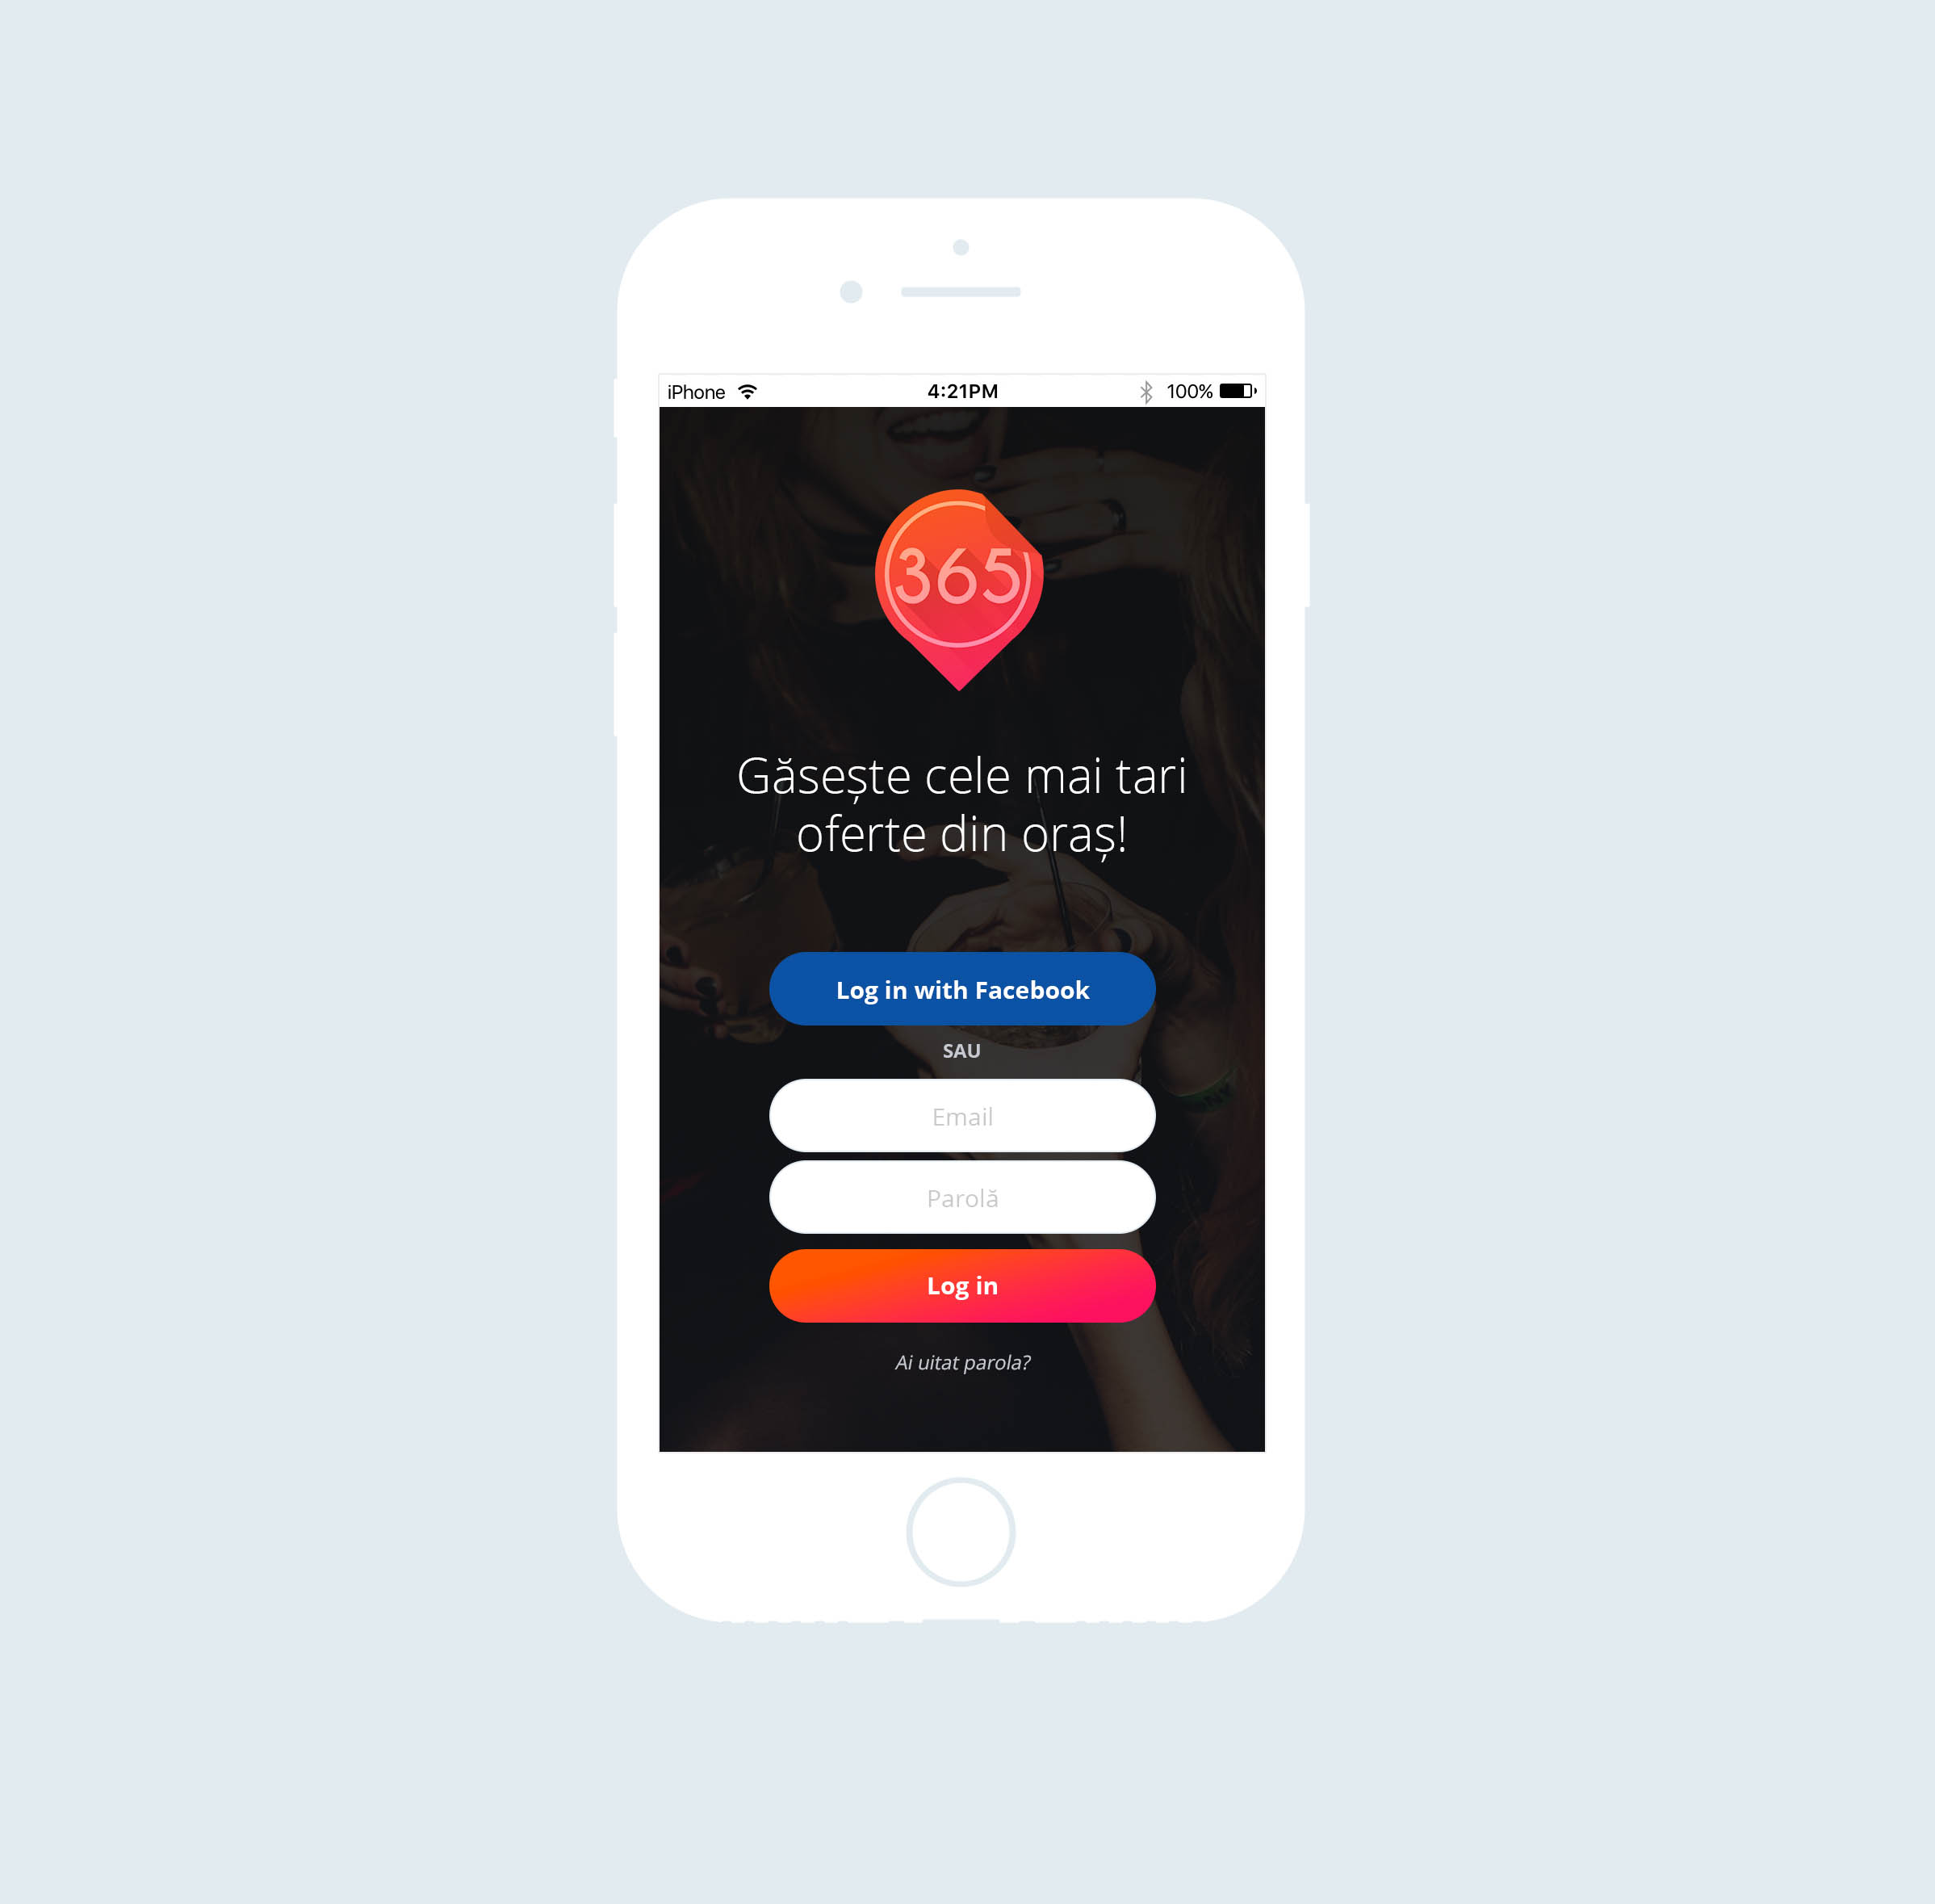 iPhone 4:21PM 100%
365
Găsește cele mai tari
oferte din oraș!
Log in with Facebook
SAU
Email
Parolă
Log in
Ai uitat parola?